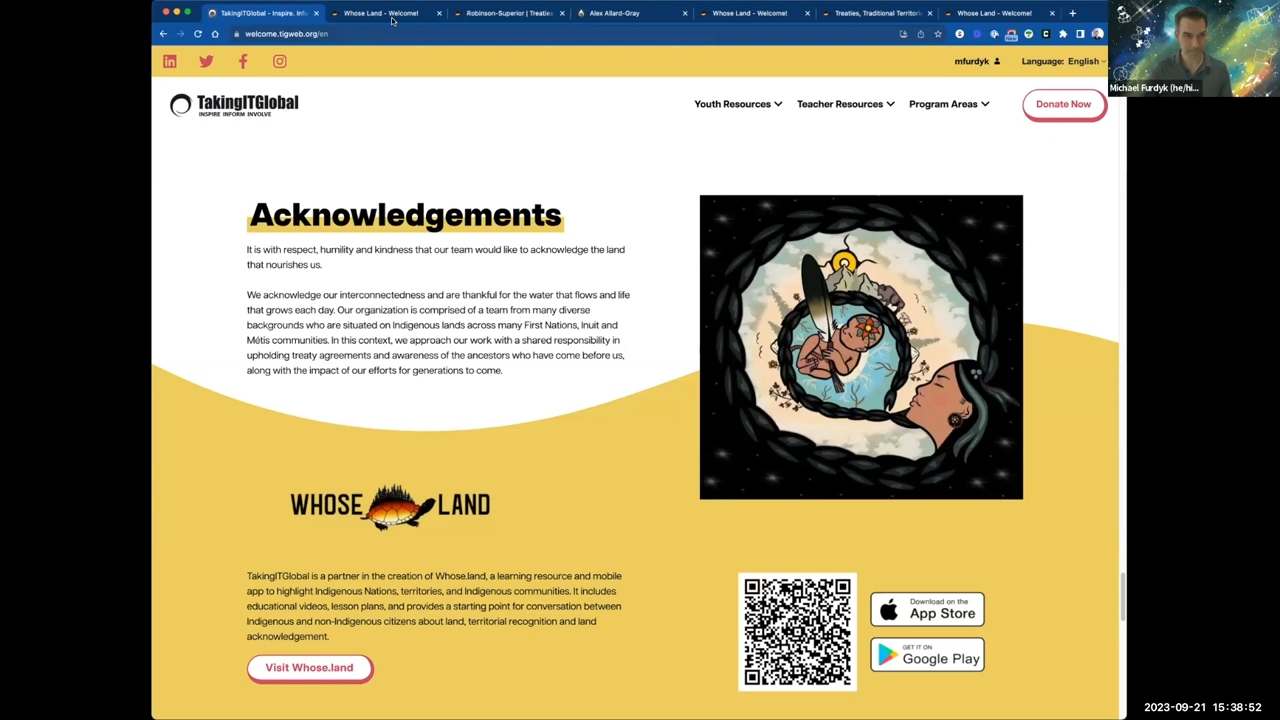 TakingITGlobal - Inspire. Inf
Whose Land - Welcome!
Robinson-Superior | Treaties
Alex Allard-Gray
Whose Land - Welcome!
Treaties, Traditional Territori
Whose Land - Welcome!
welcome.tigweb.org/en
Michael Furdyk (he/hi...
mfurdyk
Language: English
TakingITGlobal
INSPIRE INFORM INVOLVE
Youth Resources
Teacher Resources
Program Areas
Donate Now
Acknowledgements
It is with respect, humility and kindness that our team would like to acknowledge the land
that nourishes us.
We acknowledge our interconnectedness and are thankful for the water that flows and life
that grows each day. Our organization is comprised of a team from many diverse
backgrounds who are situated on Indigenous lands across many First Nations, Inuit and
Métis communities. In this context, we approach our work with a shared responsibility in
upholding treaty agreements and awareness of the ancestors who have come before us,
along with the impact of our efforts for generations to come.
WHOSE LAND
TakingITGlobal is a partner in the creation of Whose.land, a learning resource and mobile
app to highlight Indigenous Nations, territories, and Indigenous communities. It includes
educational videos, lesson plans, and provides a starting point for conversation between
Indigenous and non-Indigenous citizens about land, territorial recognition and land
acknowledgement.
Visit Whose.land
Download on the
App Store
GET IT ON
Google Play
2023-09-21 15:38:52